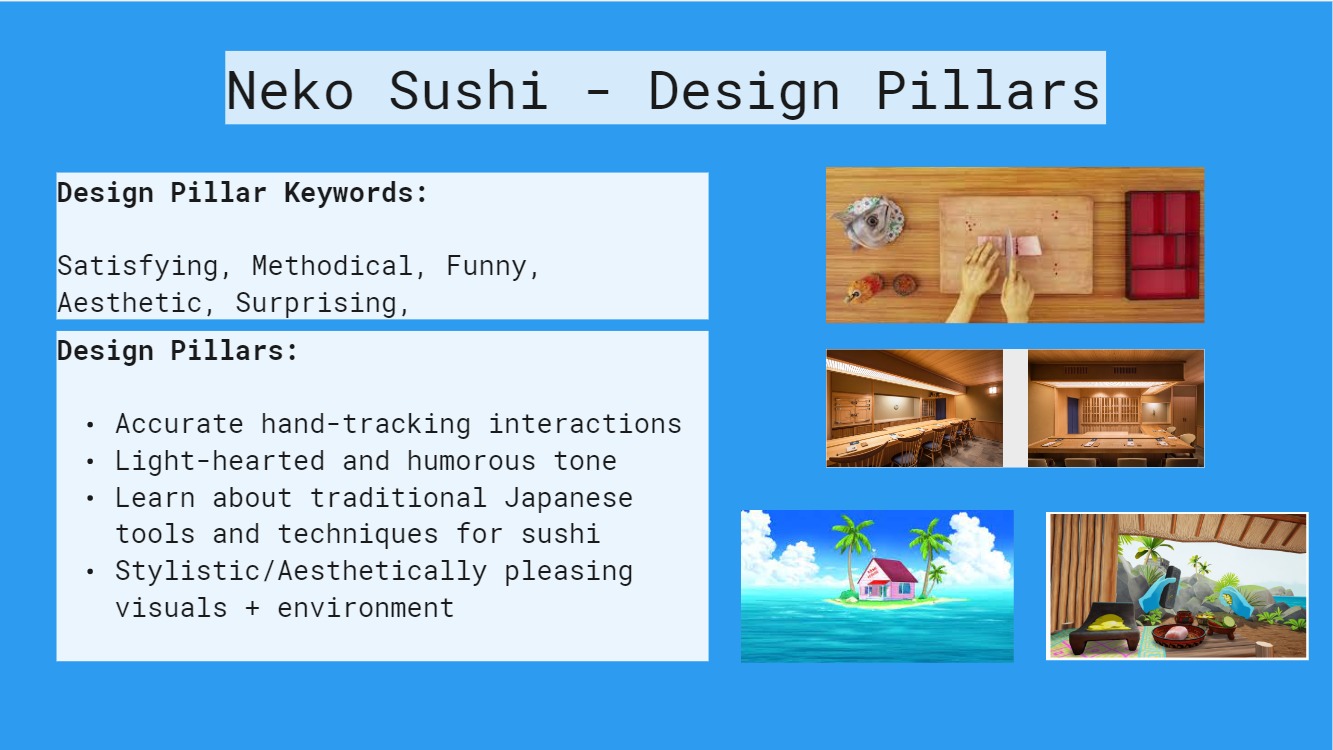 Neko Sushi - Design Pillars
Design Pillar Keywords:
Satisfying, Methodical, Funny,
Aesthetic, Surprising,
Design Pillars:
• Accurate hand-tracking interactions
• Light-hearted and humorous tone
• Learn about traditional Japanese
tools and techniques for sushi
• Stylistic/Aesthetically pleasing
visuals + environment